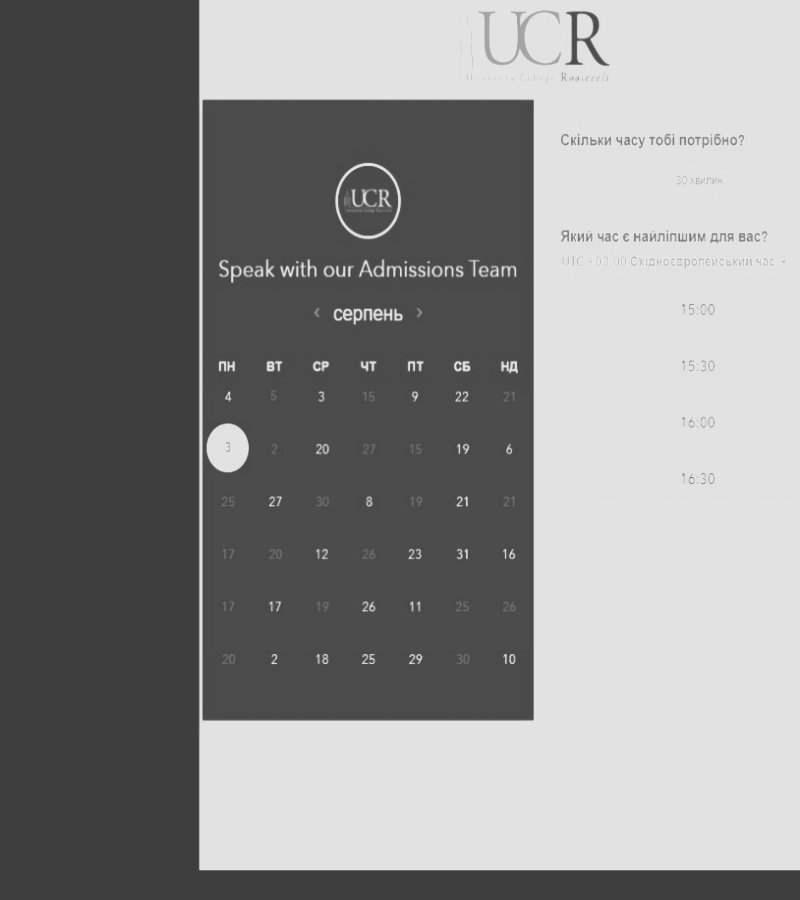 UCR
University College Roosevelt
UCR
Speak with our Admissions Team
‹ серпень ›
ПН ВТ СР ЧТ ПТ СБ НД
4 5 3 15 9 22 21
3 2 20 27 15 19 6
25 27 30 8 19 21 21
17 20 12 26 23 31 16
17 17 19 26 11 25 26
20 2 18 25 29 30 10
Скільки часу тобі потрібно?
30 хвилин
Який час є найліпшим для вас?
UTC +03:00 Східноєвропейський час
15:00
15:30
16:00
16:30